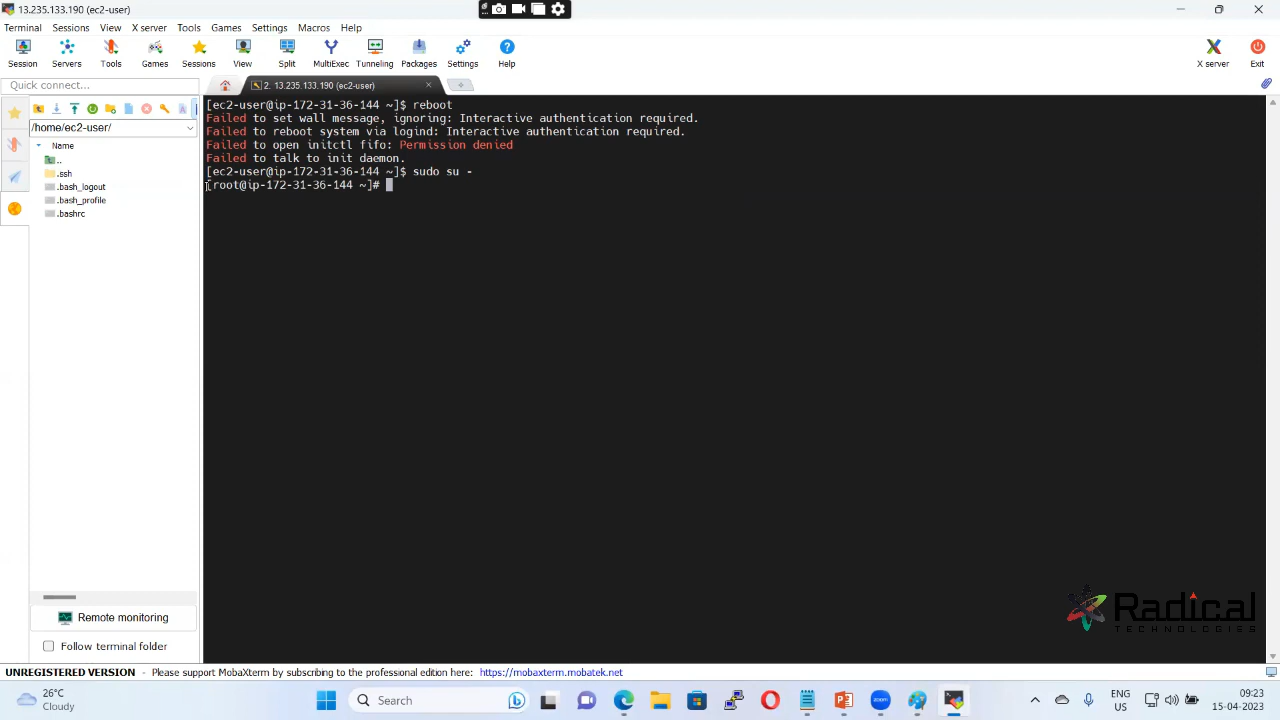 13.235.133.190 (ec2-user)
Terminal Sessions View X server Tools Games Settings Macros Help
Session Servers Tools Games Sessions View Split MultiExec Tunneling Packages Settings Help X server Exit
Quick connect...
2. 13.235.133.190 (ec2-user)
/home/ec2-user/
Name
..
.ssh
.bash_logout
.bash_profile
.bashrc
[ec2-user@ip-172-31-36-144 ~]$ reboot
Failed to set wall message, ignoring: Interactive authentication required.
Failed to reboot system via logind: Interactive authentication required.
Failed to open initctl fifo: Permission denied
Failed to talk to init daemon.
[ec2-user@ip-172-31-36-144 ~]$ sudo su -
[root@ip-172-31-36-144 ~]#
Remote monitoring
Follow terminal folder
Radical
TECHNOLOGIES
UNREGISTERED VERSION - Please support MobaXterm by subscribing to the professional edition here: https://mobaxterm.mobatek.net
26°C
Cloudy
Search
zoom
ENG
US
09:23
15-04-2023